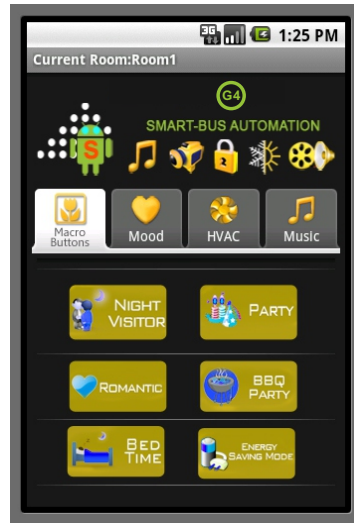 3G
1:25 PM
Current Room:Room1
G4
SMART-BUS AUTOMATION
S
Macro
Buttons
Mood
HVAC
Music
NIGHT
VISITOR
PARTY
ROMANTIC
BBQ
PARTY
BED
TIME
ENERGY
SAVING MODE